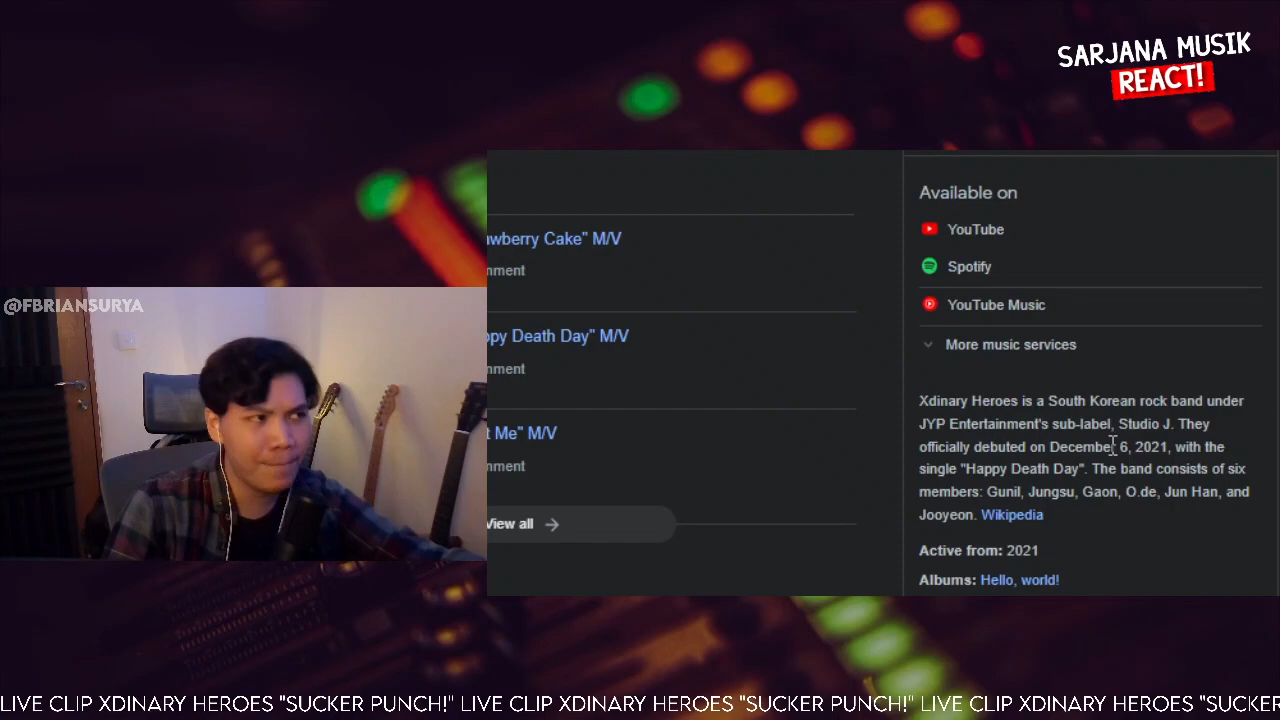 SARJANA MUSIK
REACT!
@FBRIANSURYA
awberry Cake" M/V
nment
ppy Death Day" M/V
nment
t Me" M/V
nment
View all
Available on
YouTube
Spotify
YouTube Music
More music services
Xdinary Heroes is a South Korean rock band under
JYP Entertainment's sub-label, Studio J. They
officially debuted on December 6, 2021, with the
single "Happy Death Day". The band consists of six
members: Gunil, Jungsu, Gaon, O.de, Jun Han, and
Jooyeon. Wikipedia
Active from: 2021
Albums: Hello, world!
LIVE CLIP XDINARY HEROES "SUCKER PUNCH!" LIVE CLIP XDINARY HEROES "SUCKER PUNCH!" LIVE CLIP XDINARY HEROES "SUCKER